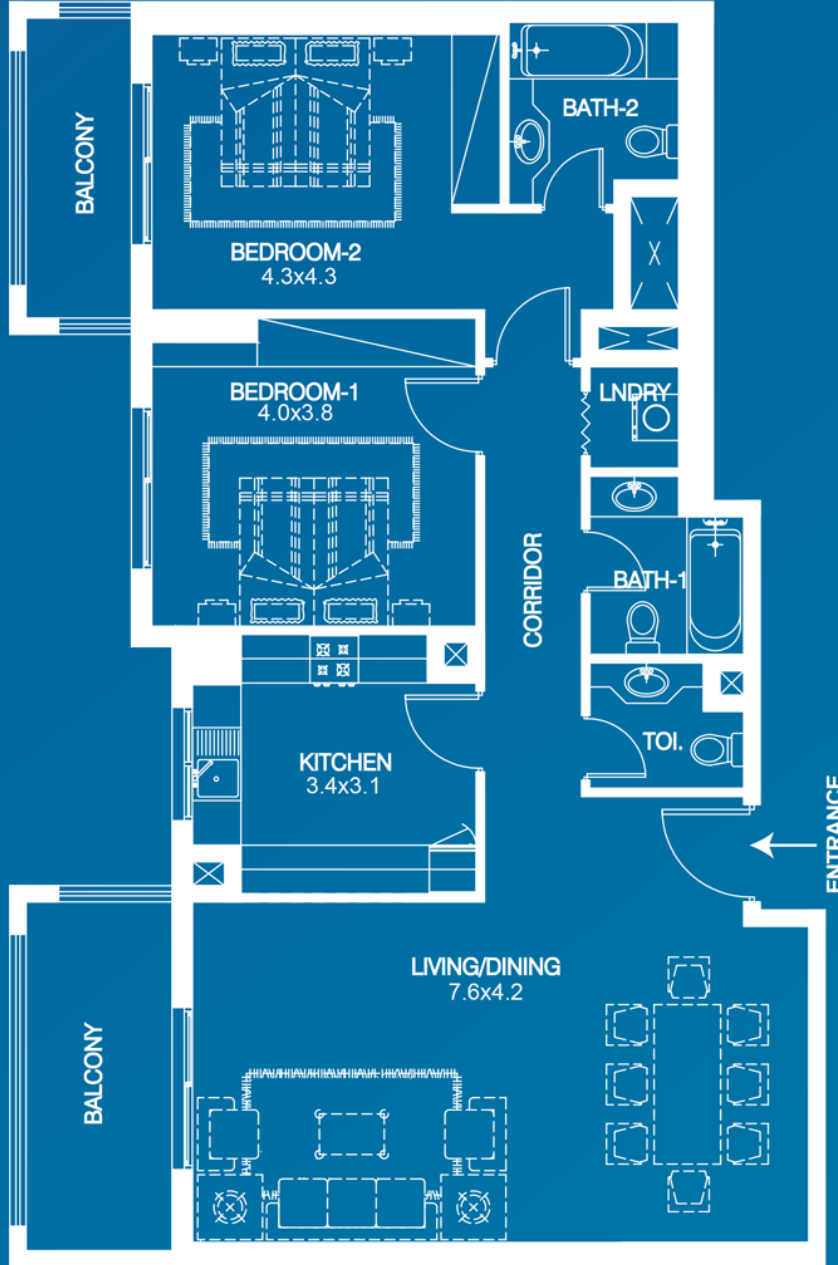 BATH-2
BALCONY
BEDROOM-2
4.3x4.3
BEDROOM-1
4.0x3.8
LNDRY
CORRIDOR
BATH-1
TOI.
KITCHEN
3.4x3.1
ENTRANCE
LIVING/DINING
7.6x4.2
BALCONY